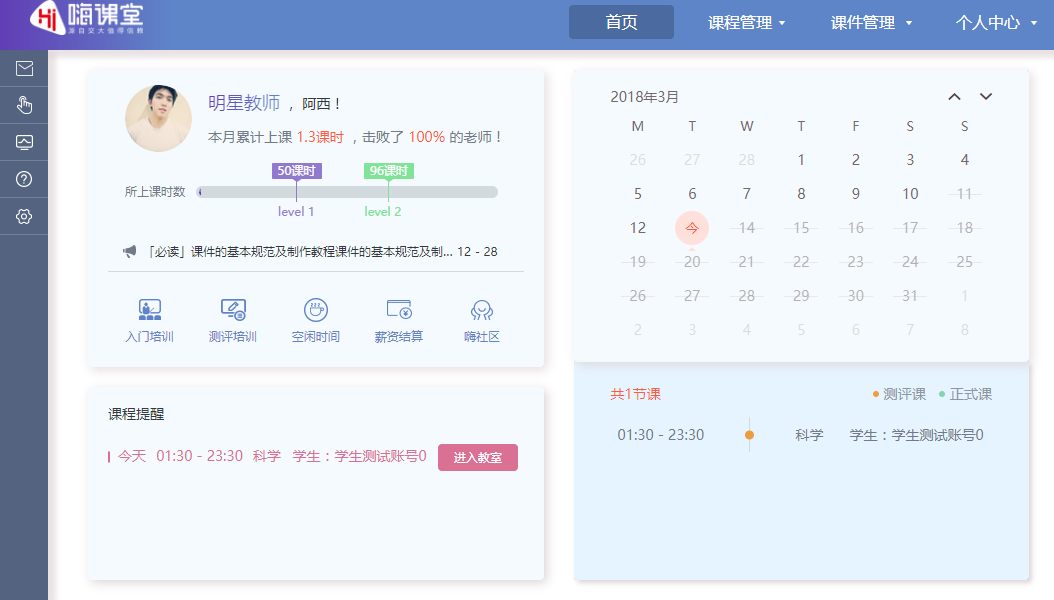 Hi 嗨课堂
源自交大值得信赖
首页 课程管理 课件管理 个人中心
明星教师 ，阿西！
本月累计上课 1.3课时 ，击败了 100% 的老师！
50课时 96课时
所上课时数
level 1 level 2
「必读」课件的基本规范及制作教程课件的基本规范及制... 12 - 28
入门培训 测评培训 空闲时间 薪资结算 嗨社区
课程提醒
今天 01:30 - 23:30 科学 学生：学生测试账号0 进入教室
2018年3月
M T W T F S S
26 27 28 1 2 3 4
5 6 7 8 9 10 11
12 今 14 15 16 17 18
19 20 21 22 23 24 25
26 27 28 29 30 31 1
2 3 4 5 6 7 8
共1节课 测评课 正式课
01:30 - 23:30 科学 学生：学生测试账号0